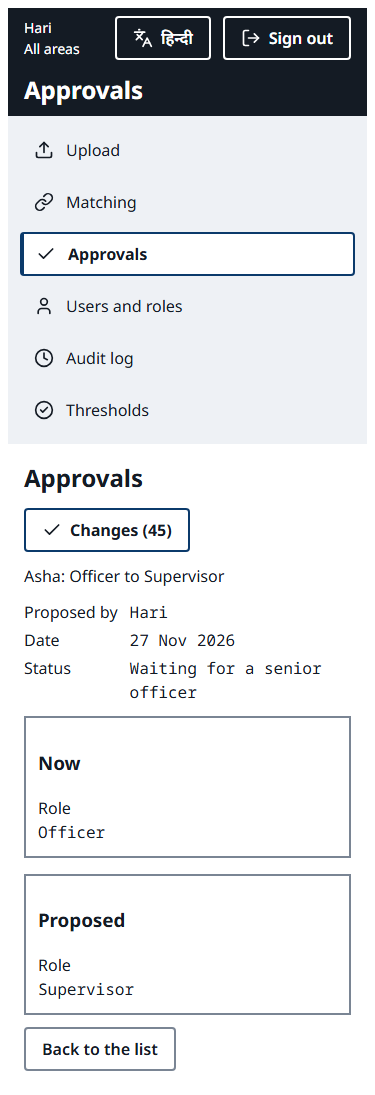 Hari
All areas
हिन्दी
Sign out
Approvals
Upload
Matching
Approvals
Users and roles
Audit log
Thresholds
Approvals
Changes (45)
Asha: Officer to Supervisor
Proposed by Hari
Date 27 Nov 2026
Status Waiting for a senior
officer
Now
Role
Officer
Proposed
Role
Supervisor
Back to the list